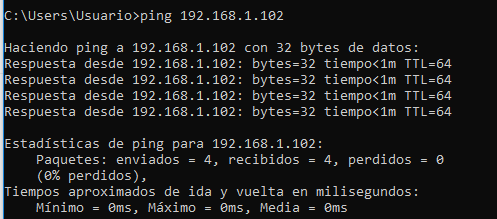 C:\Users\Usuario>ping 192.168.1.102
Haciendo ping a 192.168.1.102 con 32 bytes de datos:
Respuesta desde 192.168.1.102: bytes=32 tiempo<1m TTL=64
Respuesta desde 192.168.1.102: bytes=32 tiempo<1m TTL=64
Respuesta desde 192.168.1.102: bytes=32 tiempo<1m TTL=64
Respuesta desde 192.168.1.102: bytes=32 tiempo<1m TTL=64
Estadísticas de ping para 192.168.1.102:
Paquetes: enviados = 4, recibidos = 4, perdidos = 0
(0% perdidos),
Tiempos aproximados de ida y vuelta en milisegundos:
Mínimo = 0ms, Máximo = 0ms, Media = 0ms